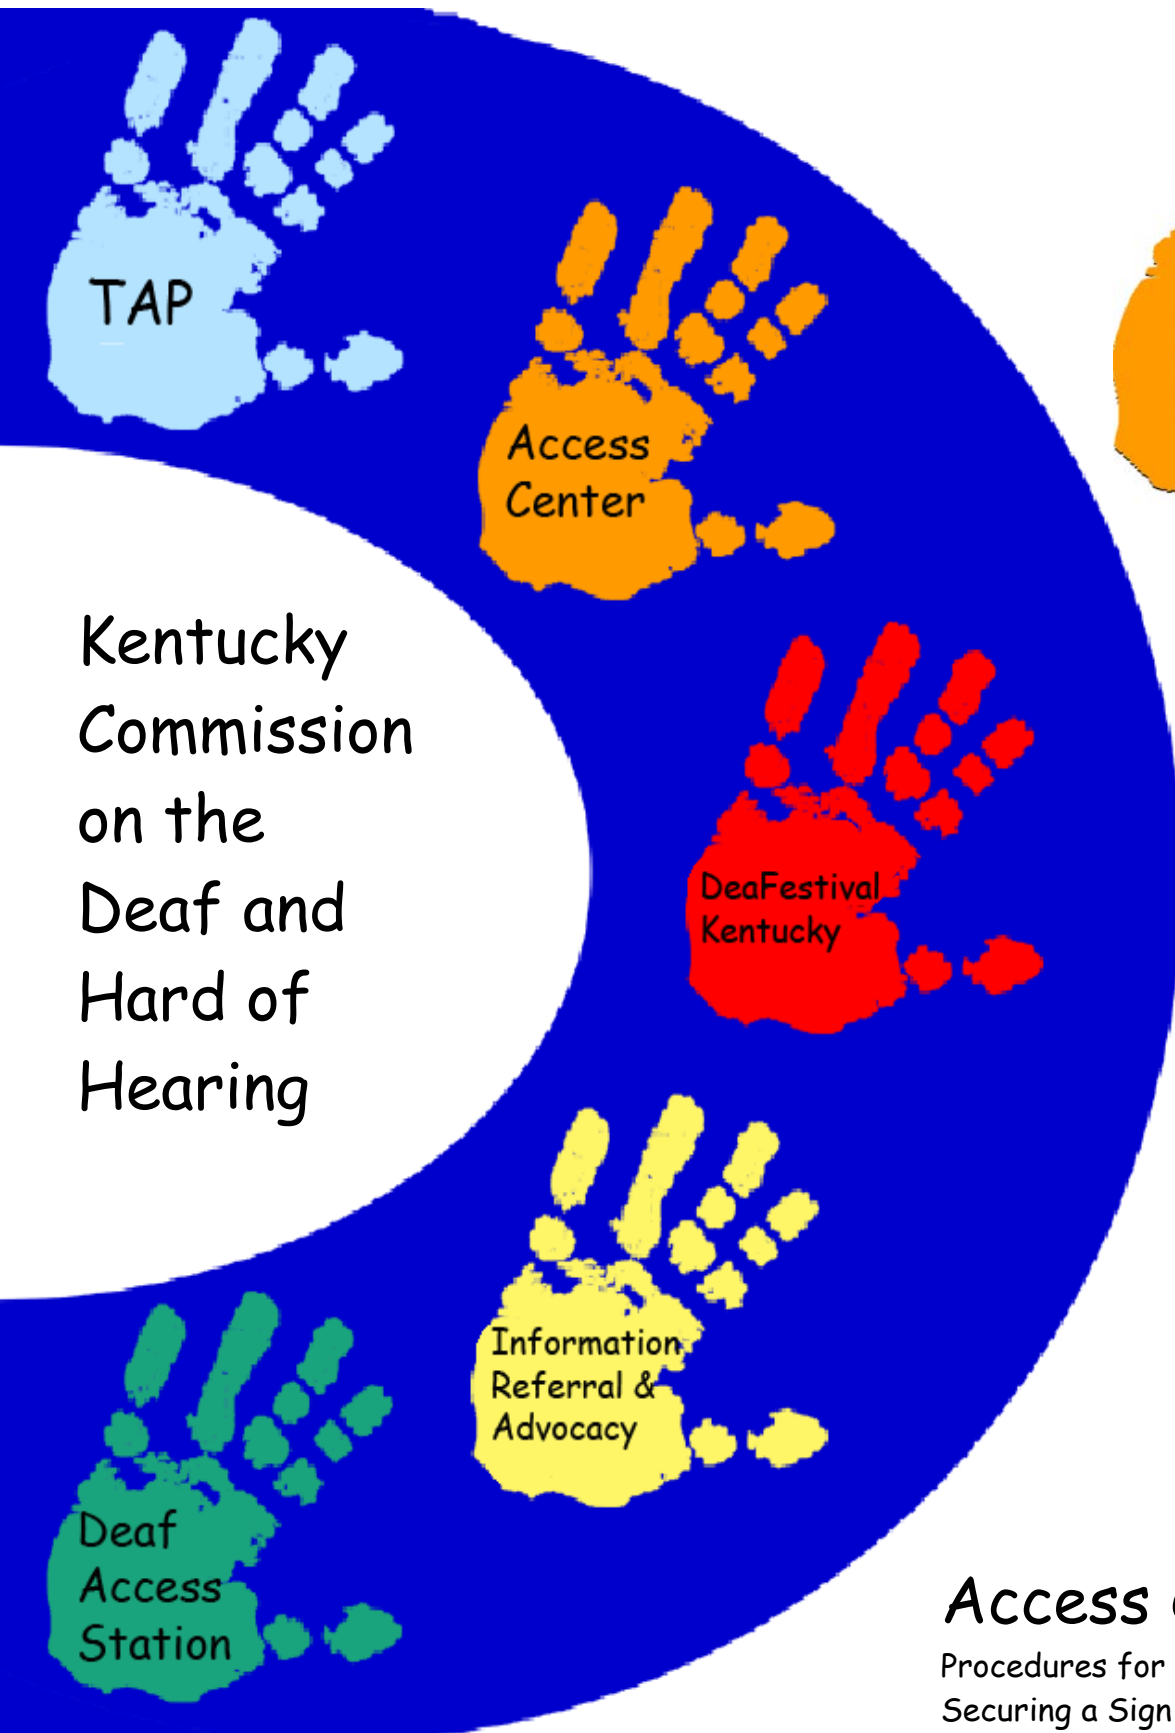 TAP
Access
Center
Kentucky
Commission
on the
Deaf and
Hard of
Hearing
DeaFestival
Kentucky
Information
Referral &
Advocacy
Deaf
Access
Station
Access
Procedures for
Securing a Sign